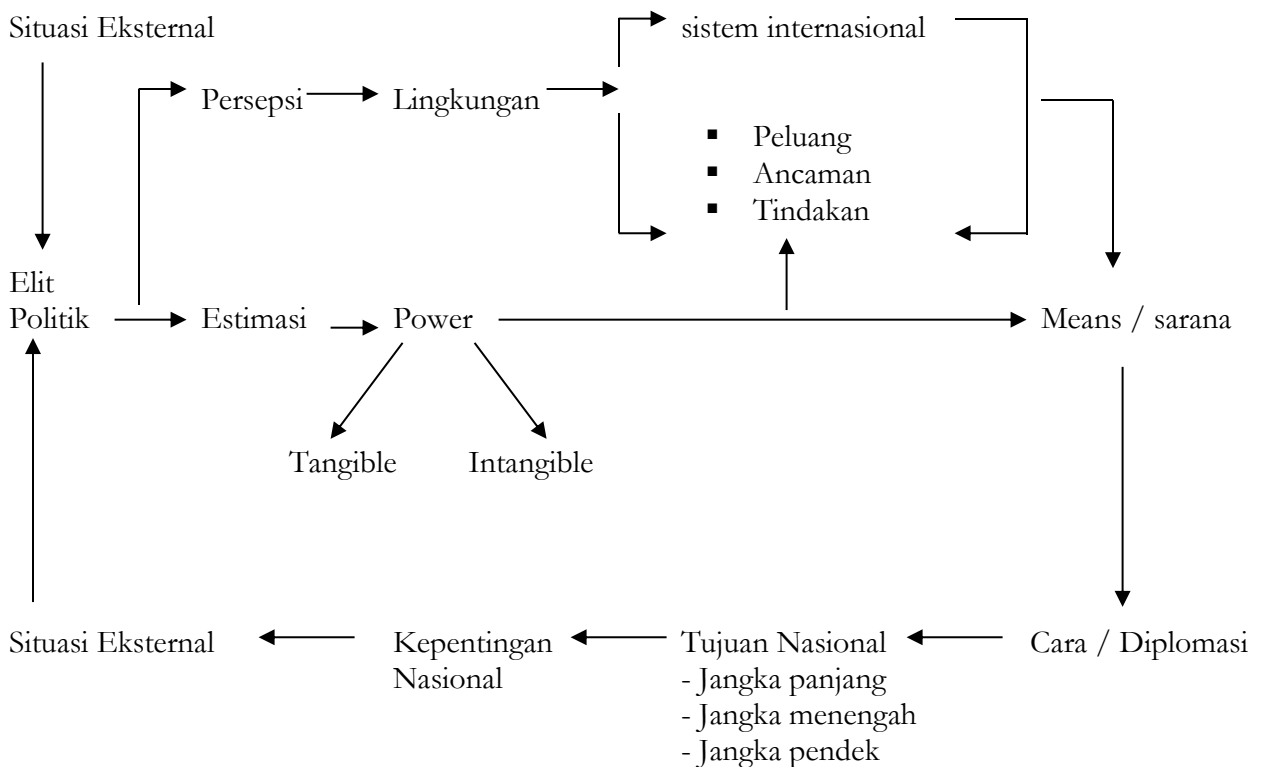 Situasi Eksternal
sistem internasional
Persepsi
Lingkungan
Peluang
Ancaman
Tindakan
Elit
Politik
Estimasi
Power
Means / sarana
Tangible
Intangible
Situasi Eksternal
Kepentingan
Nasional
Tujuan Nasional
- Jangka panjang
- Jangka menengah
- Jangka pendek
Cara / Diplomasi